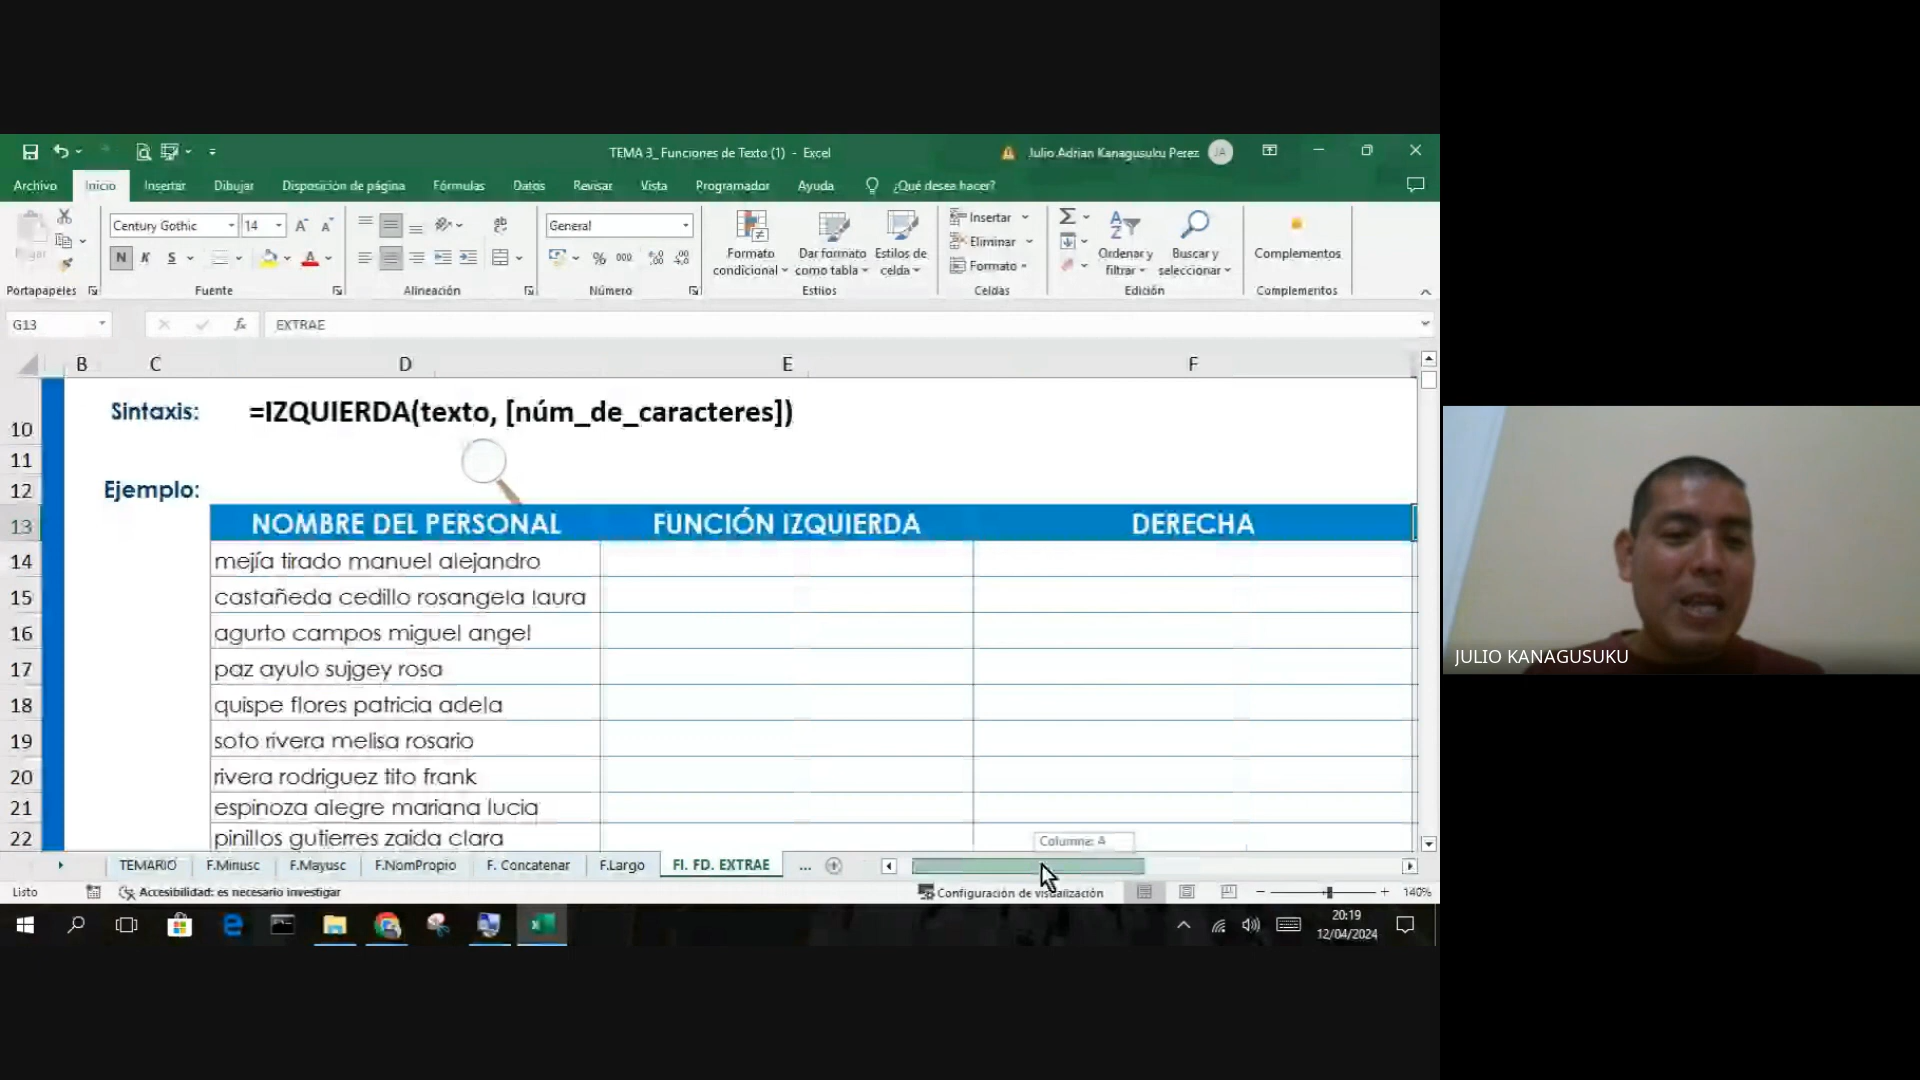 TEMA 3_ Funciones de Texto (1) - Excel
Julio Adrian Kanagusuku Perez
JA
Archivo
Inicio
Insertar
Dibujar
Disposición de página
Fórmulas
Datos
Revisar
Vista
Programador
Ayuda
¿Qué desea hacer?
Century Gothic
14
General
N K S
Formato condicional
Dar formato como tabla
Estilos de celda
Insertar
Eliminar
Formato
Ordenar y filtrar
Buscar y seleccionar
Complementos
Portapapeles
Fuente
Alineación
Número
Estilos
Celdas
Edición
Complementos
G13
fx
EXTRAE
B C D E F
10 Sintaxis: =IZQUIERDA(texto, [núm_de_caracteres])
11
12 Ejemplo:
13 NOMBRE DEL PERSONAL FUNCIÓN IZQUIERDA DERECHA
14 mejía tirado manuel alejandro
15 castañeda cedillo rosangela laura
16 agurto campos miguel angel
17 paz ayulo sujgey rosa
18 quispe flores patricia adela
19 soto rivera melisa rosario
20 rivera rodriguez tito frank
21 espinoza alegre mariana lucia
22 pinillos gutierres zaida clara
Columna: A
TEMARIO
F.Minusc
F.Mayusc
F.NomPropio
F. Concatenar
F.Largo
FI. FD. EXTRAE
...
Listo
Accesibilidad: es necesario investigar
Configuración de visualización
140%
20:19
12/04/2024
JULIO KANAGUSUKU